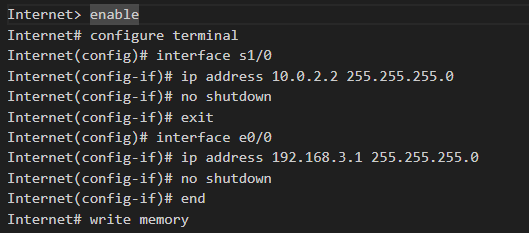 Internet> enable
Internet# configure terminal
Internet(config)# interface s1/0
Internet(config-if)# ip address 10.0.2.2 255.255.255.0
Internet(config-if)# no shutdown
Internet(config-if)# exit
Internet(config)# interface e0/0
Internet(config-if)# ip address 192.168.3.1 255.255.255.0
Internet(config-if)# no shutdown
Internet(config-if)# end
Internet# write memory